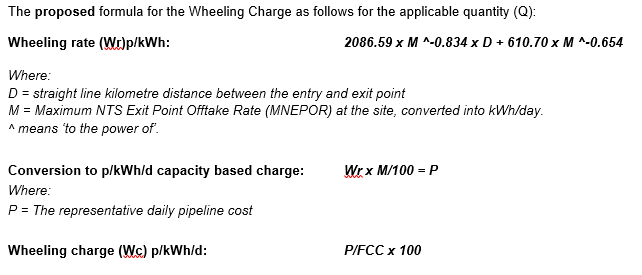 The proposed formula for the Wheeling Charge as follows for the applicable quantity (Q):
Wheeling rate (Wr)p/kWh: 2086.59 x M ^-0.834 x D + 610.70 x M ^-0.654
Where:
D = straight line kilometre distance between the entry and exit point
M = Maximum NTS Exit Point Offtake Rate (MNEPOR) at the site, converted into kWh/day.
^ means ‘to the power of’.
Conversion to p/kWh/d capacity based charge: Wr x M/100 = P
Where:
P = The representative daily pipeline cost
Wheeling charge (Wc) p/kWh/d: P/FCC x 100